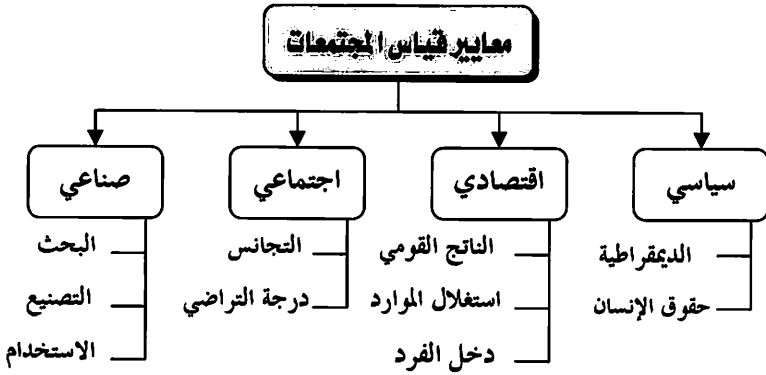 معايير قياس المجتمعات
سياسي
الديمقراطية
حقوق الإنسان
اقتصادي
الناتج القومي
استغلال الموارد
دخل الفرد
اجتماعي
التجانس
درجة التراضي
صناعي
البحث
التصنيع
الاستخدام